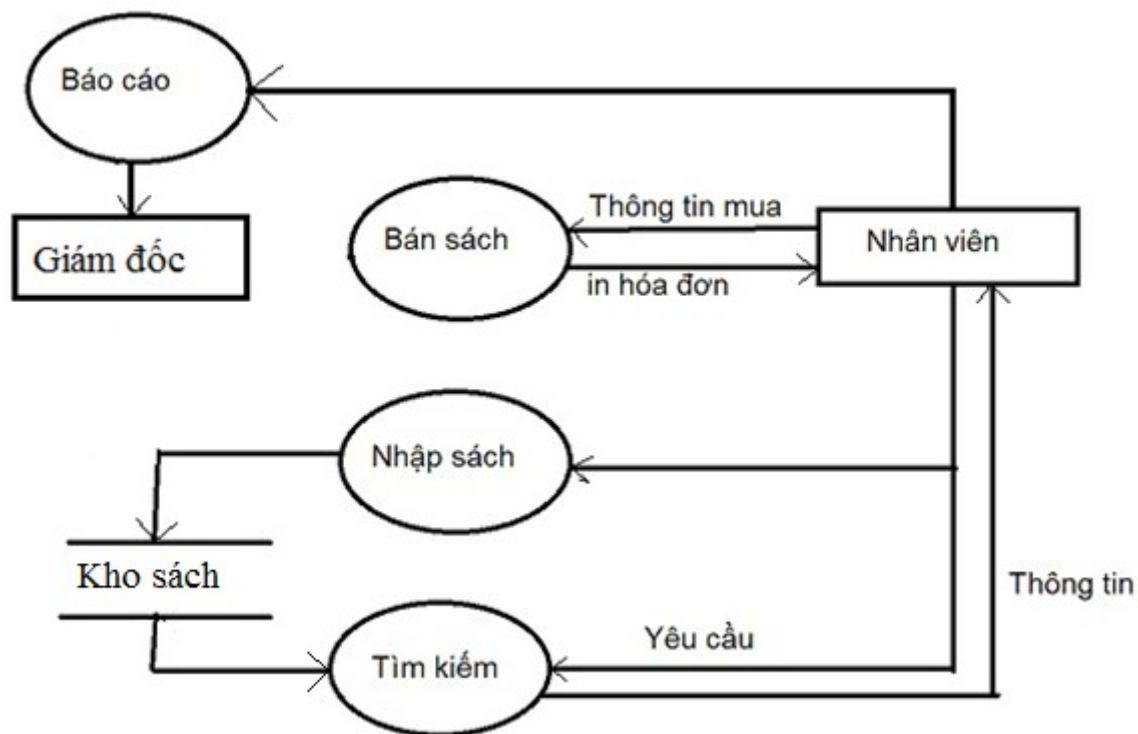 Báo cáo
Giám đốc
Bán sách
Thông tin mua
in hóa đơn
Nhân viên
Nhập sách
Kho sách
Tìm kiếm
Yêu cầu
Thông tin